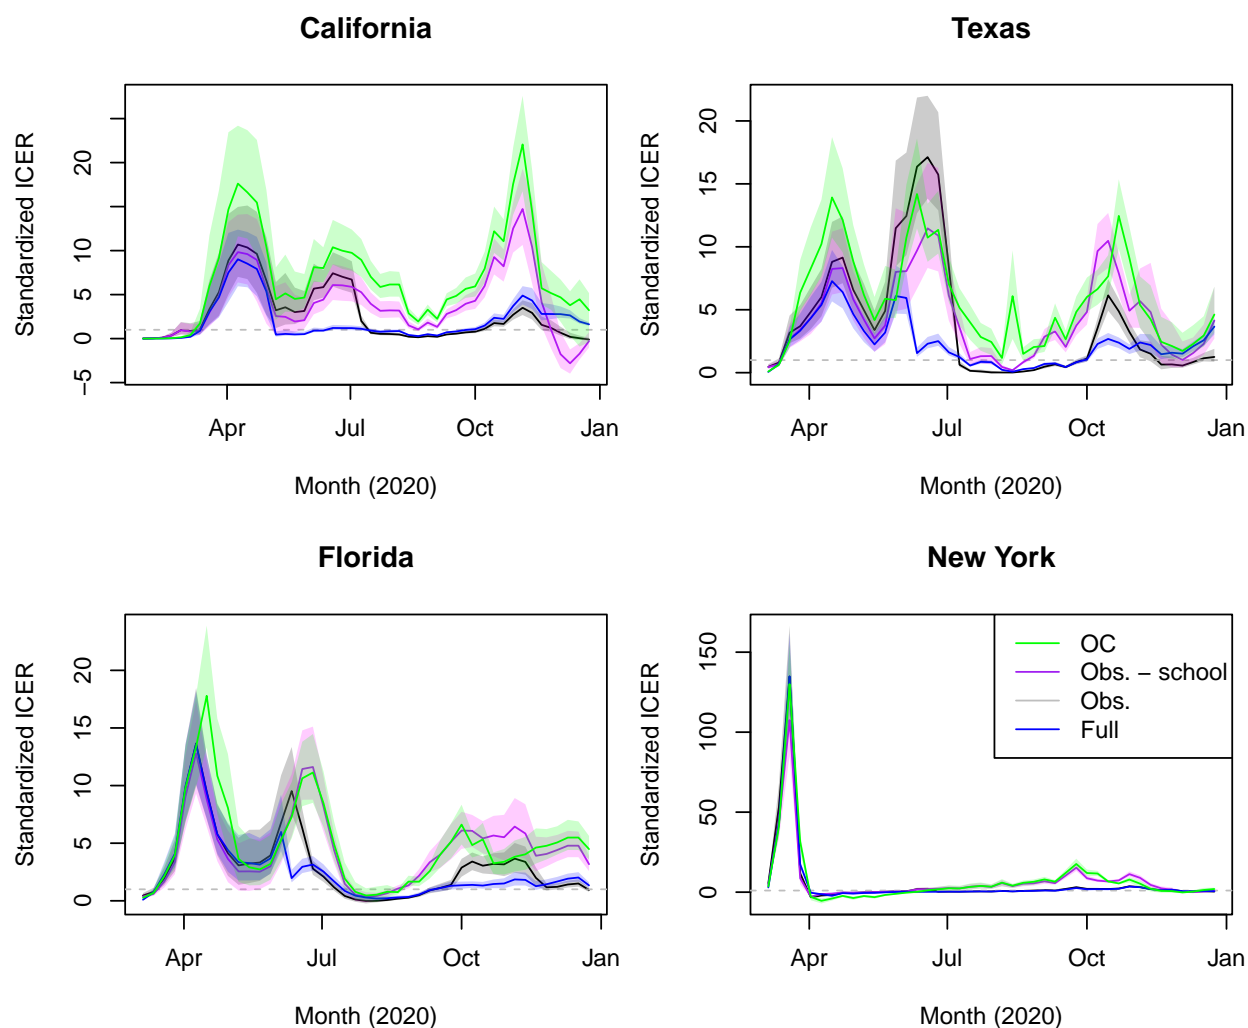 California
Standardized ICER
−5 0 5 10 20
Apr Jul Oct Jan
Month (2020)
Texas
Standardized ICER
0 5 10 15 20
Apr Jul Oct Jan
Month (2020)
Florida
Standardized ICER
0 5 10 15 20
Apr Jul Oct Jan
Month (2020)
New York
Standardized ICER
0 50 100 150
OC
Obs. − school
Obs.
Full
Apr Jul Oct Jan
Month (2020)